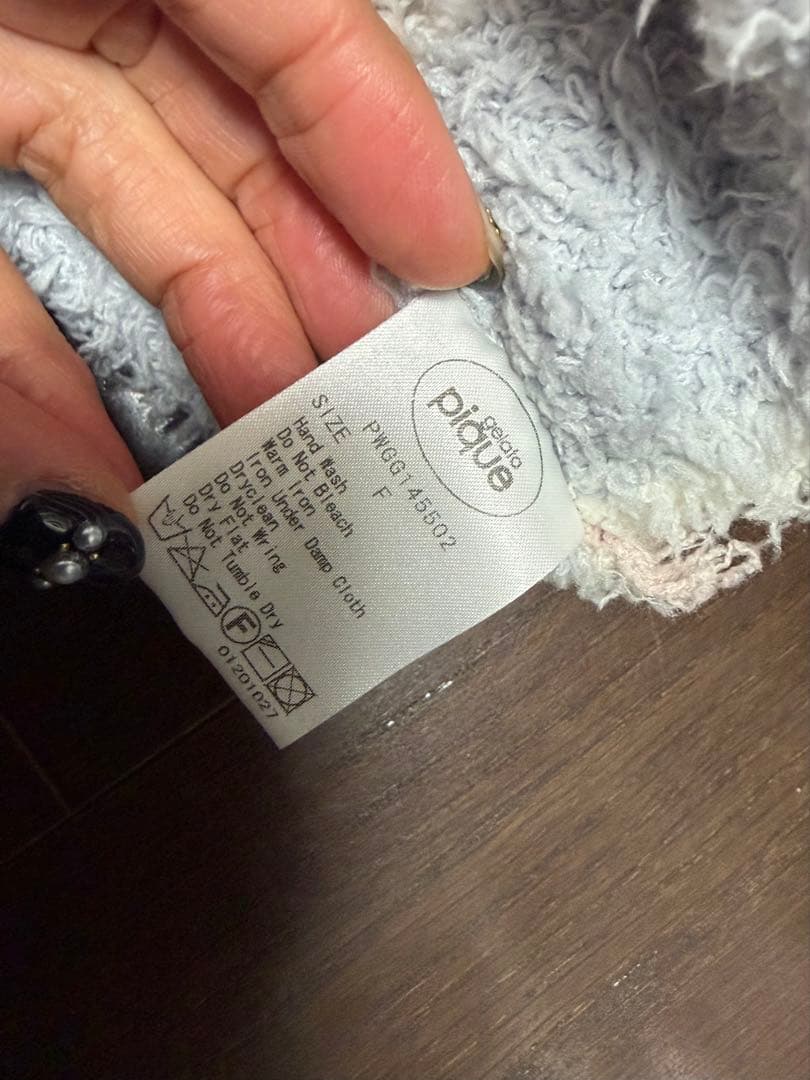 gelato
pique
PWGG145502
SIZE F
Hand Wash
Do Not Bleach
Warm Iron
Iron Under Damp Cloth
Dryclean
Do Not Wring
Dry Flat
Do Not Tumble Dry
F
01201027